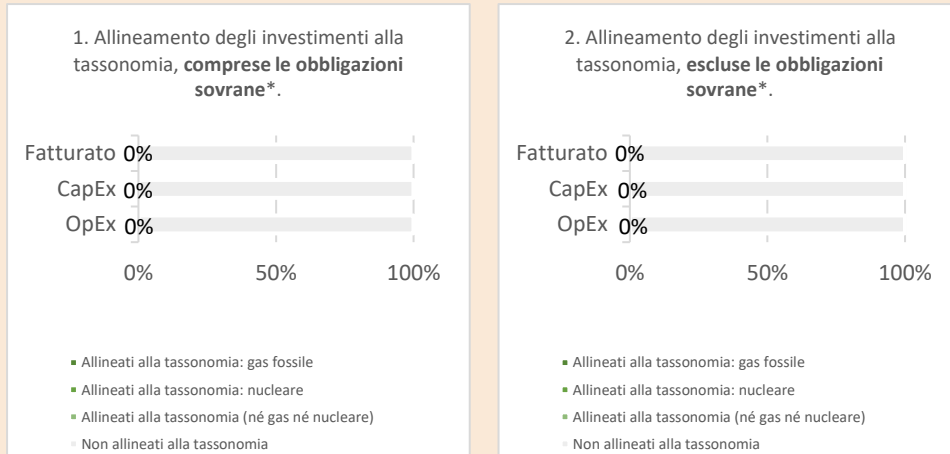 1. Allineamento degli investimenti alla
tassonomia, comprese le obbligazioni
sovrane*.
Fatturato 0%
CapEx 0%
OpEx 0%
0% 50% 100%
▪ Allineati alla tassonomia: gas fossile
▪ Allineati alla tassonomia: nucleare
▪ Allineati alla tassonomia (né gas né nucleare)
▪ Non allineati alla tassonomia
2. Allineamento degli investimenti alla
tassonomia, escluse le obbligazioni
sovrane*.
Fatturato 0%
CapEx 0%
OpEx 0%
0% 50% 100%
▪ Allineati alla tassonomia: gas fossile
▪ Allineati alla tassonomia: nucleare
▪ Allineati alla tassonomia (né gas né nucleare)
▪ Non allineati alla tassonomia